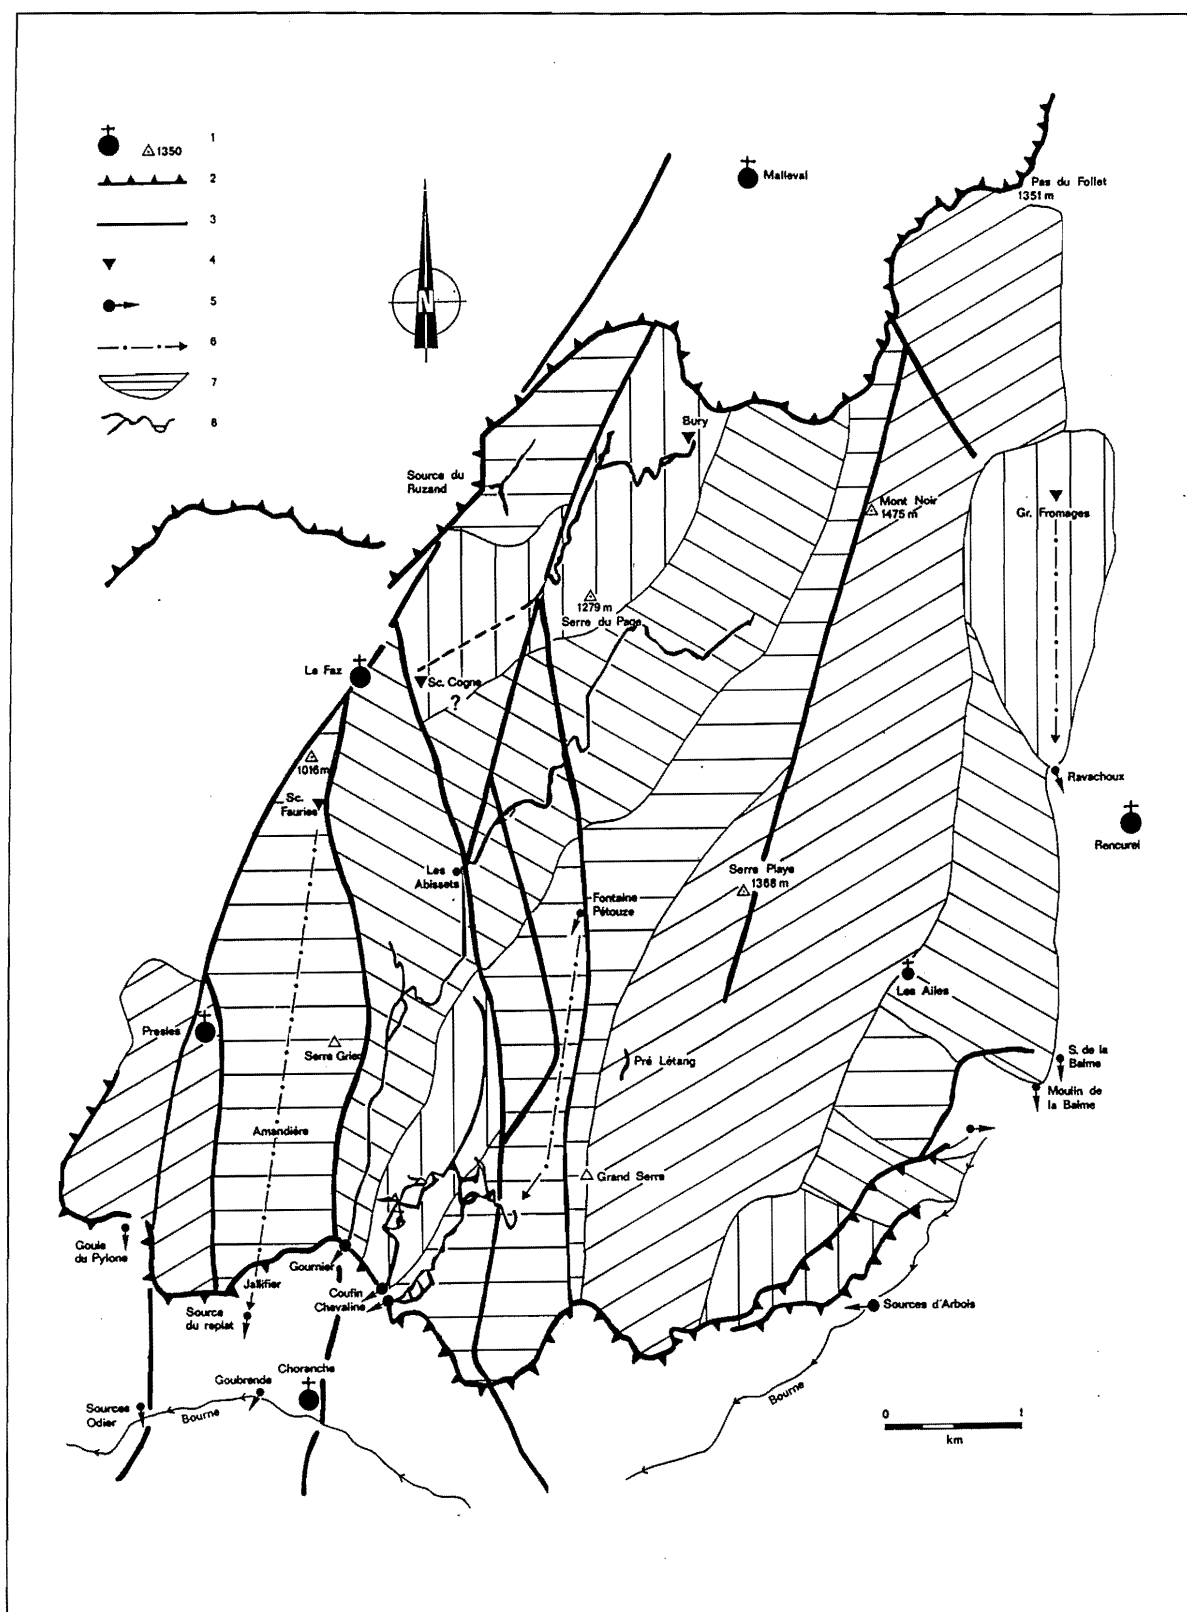 1
1350
2
3
4
5
6
7
8
N
Malleval
Pas du Follet
1351 m
Bury
Source du
Ruzand
Mont Noir
1475 m
Gr. Fromages
1279 m
Serre du Page
Le Faz
Sc. Cogne
?
1016 m
Sc.
Fauries
Ravachoux
Rencurel
Les
Abissets
Serre Playe
1368 m
Fontaine
Pétouze
Les Ailes
Presles
Serre Griec
Pré Létang
S. de la
Balme
Moulin de
la Balme
Amandière
Grand Serre
Goule
du Pylone
Gournier
Jallifier
Coufin
Chevaline
Source
du replat
Sources d'Arbois
Choranche
Goubrende
Sources
Odier
Bourne
Bourne
0 1
km